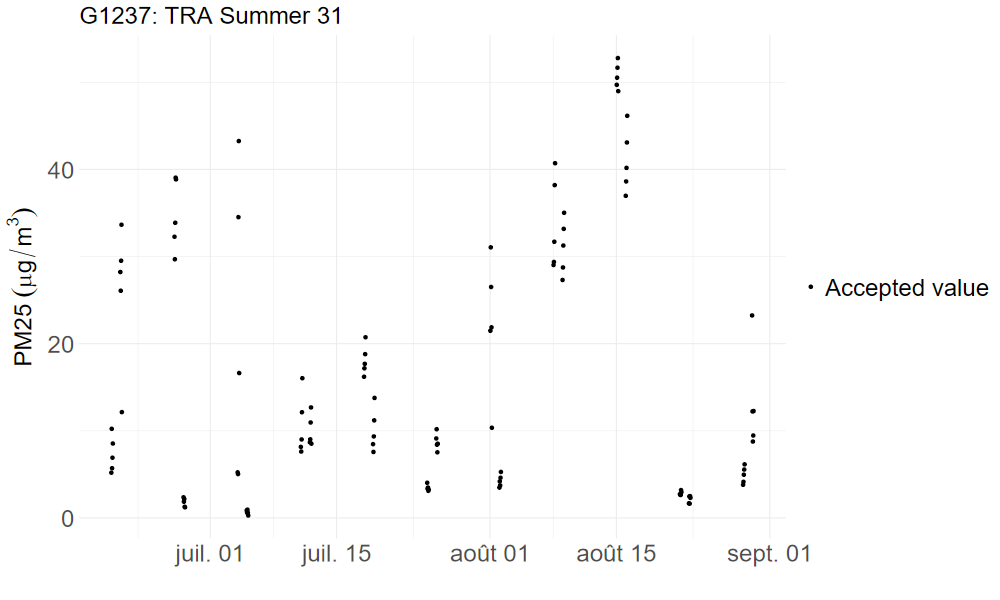 G1237: TRA Summer 31
PM25 (μg/m³)
40
20
0
juil. 01
juil. 15
août 01
août 15
sept. 01
Accepted value